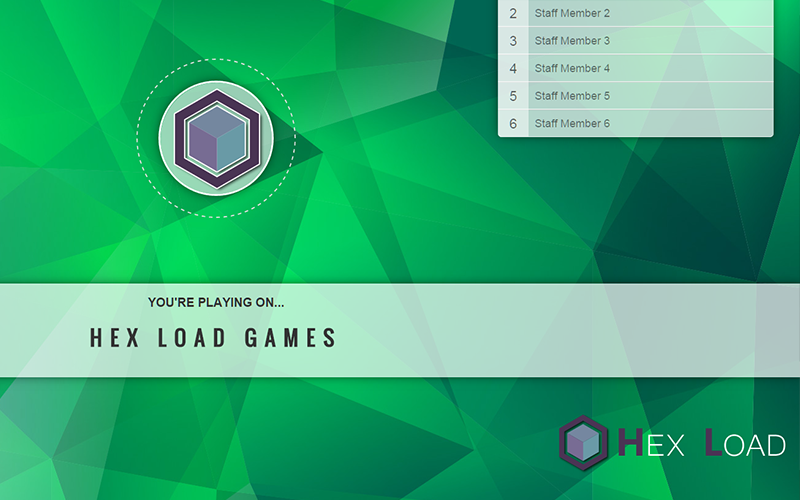 2 Staff Member 2
3 Staff Member 3
4 Staff Member 4
5 Staff Member 5
6 Staff Member 6
YOU'RE PLAYING ON...
HEX LOAD GAMES
HEX LOAD